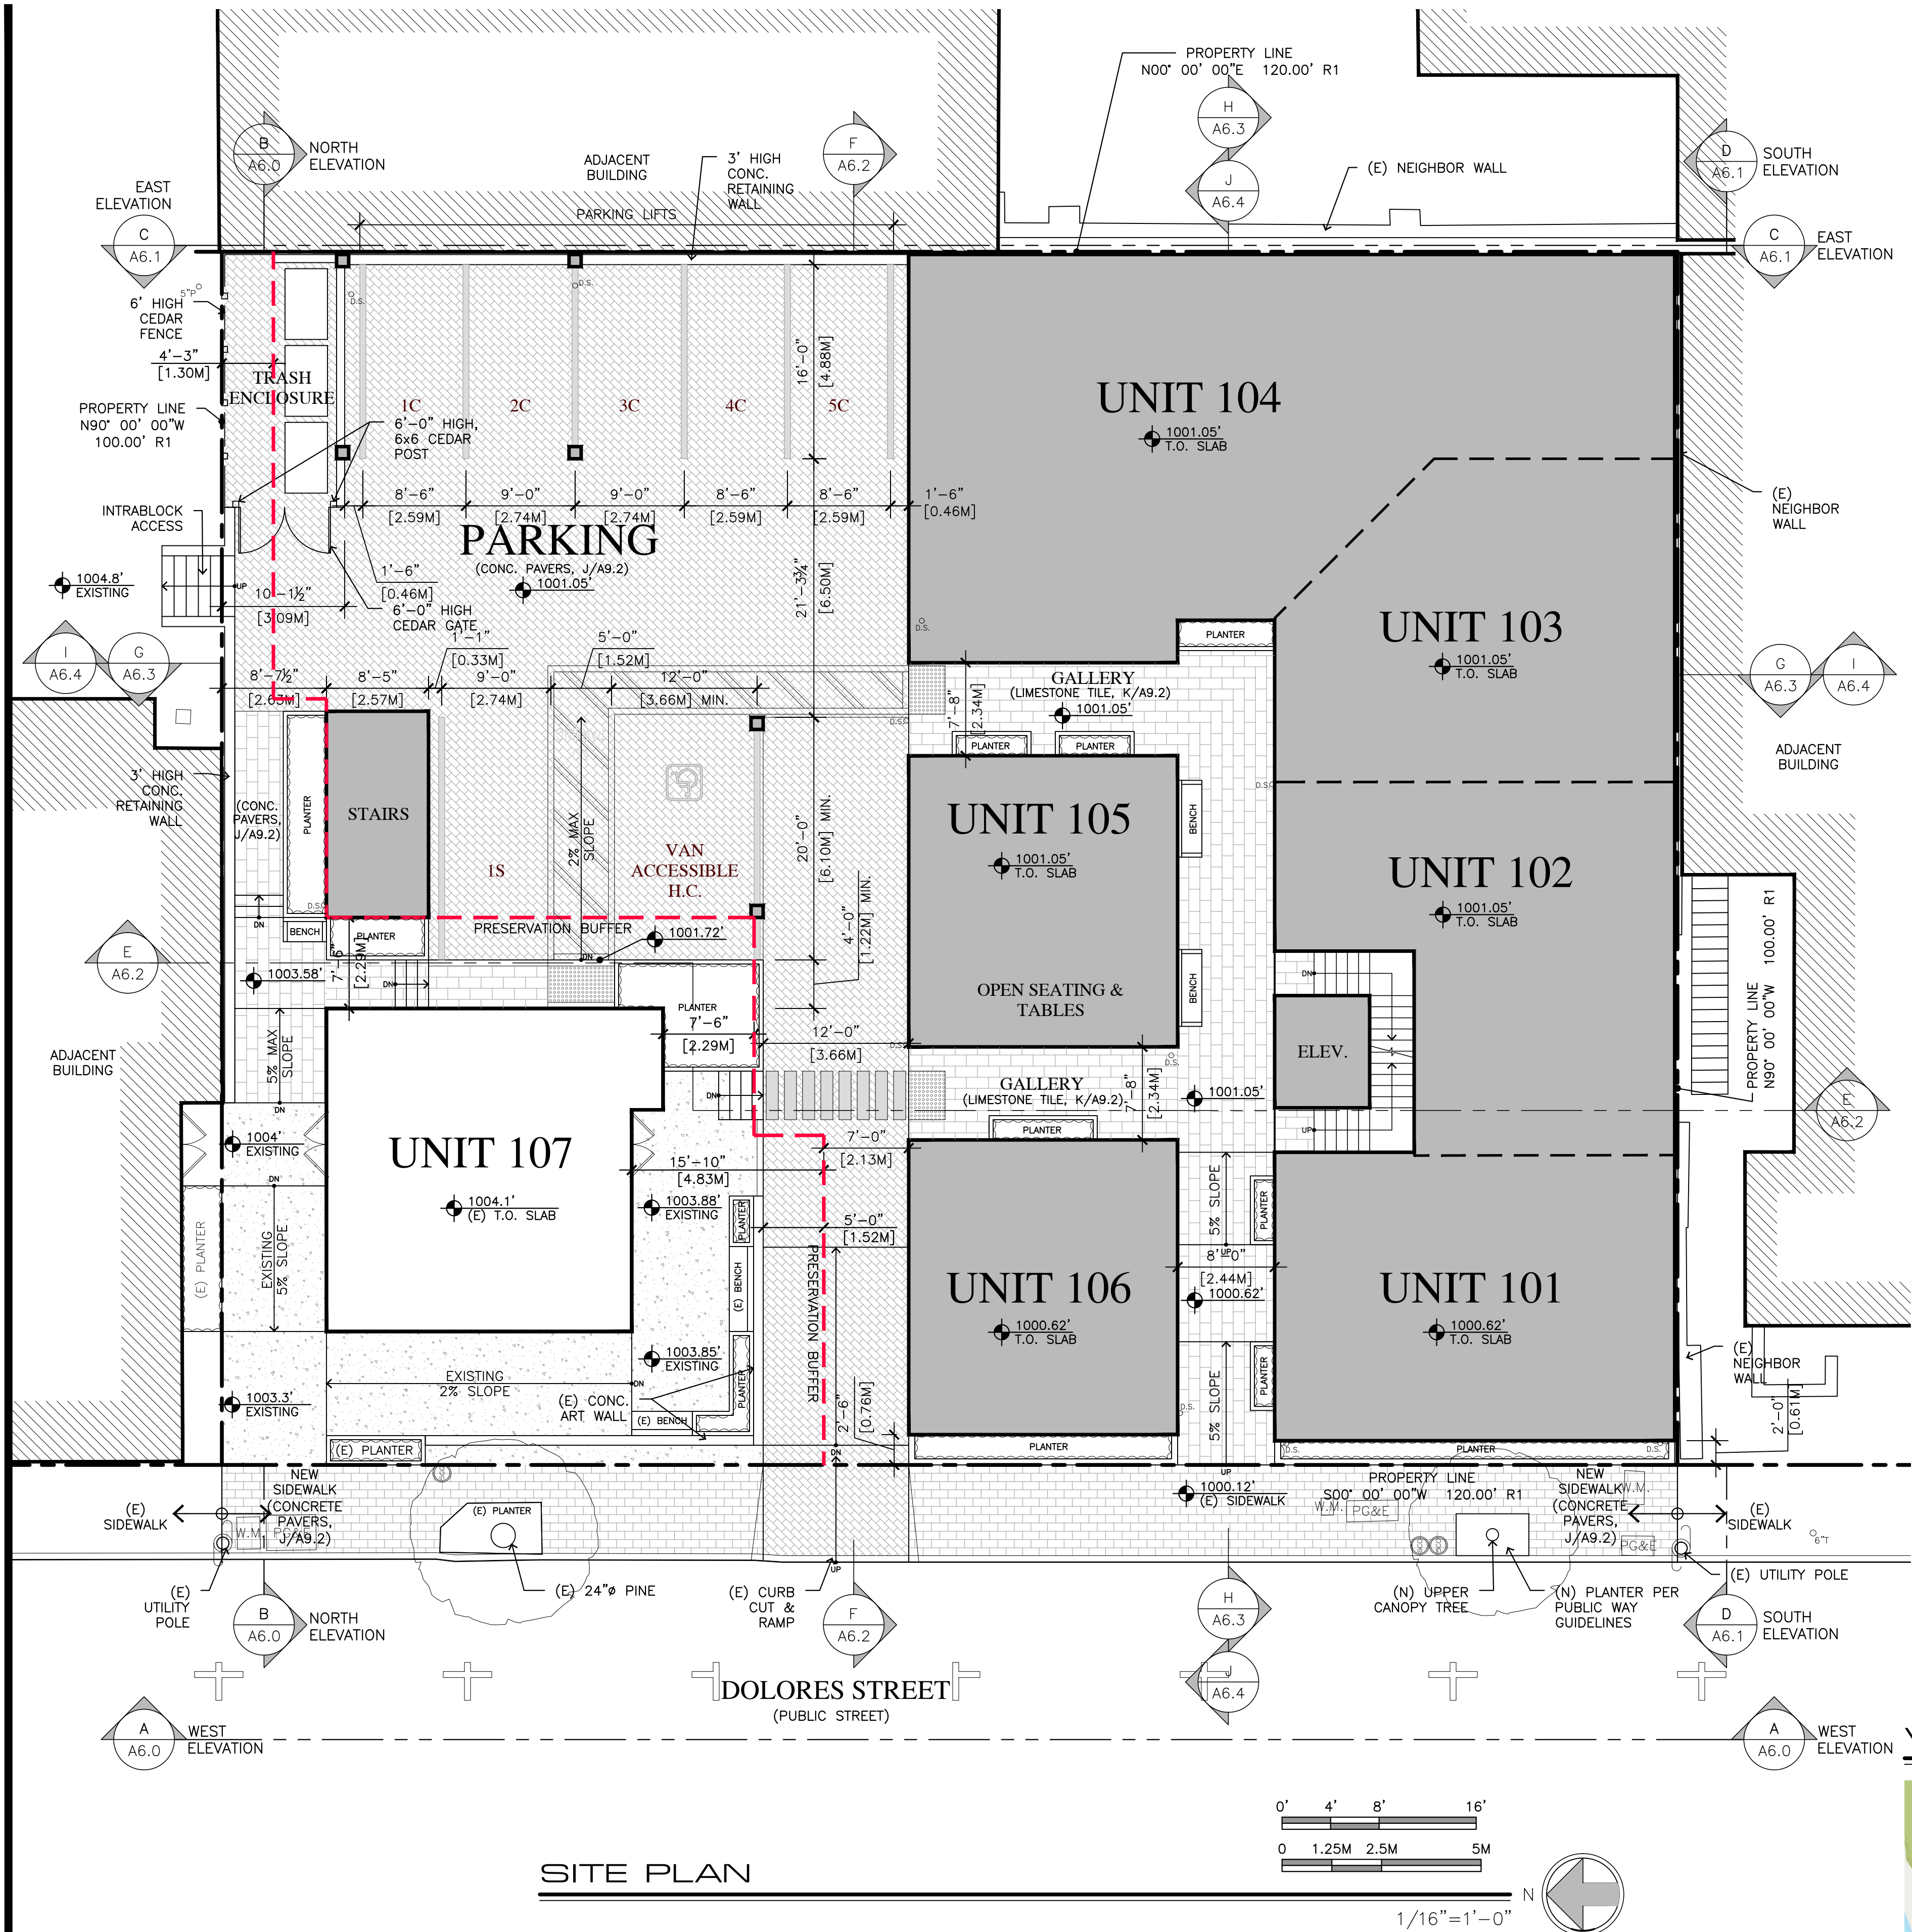 PROPERTY LINE
N00° 00' 00"E 120.00' R1
H
A6.3
J
A6.4
B
A6.0
NORTH
ELEVATION
ADJACENT
BUILDING
3' HIGH
CONC.
RETAINING
WALL
F
A6.2
(E) NEIGHBOR WALL
D
A6.1
SOUTH
ELEVATION
EAST
ELEVATION
C
A6.1
PARKING LIFTS
C
A6.1
EAST
ELEVATION
5"P
D.S.
D.S.
6' HIGH
CEDAR
FENCE
4'-3"
[1.30M]
TRASH
ENCLOSURE
16'-0"
[4.88M]
1C
2C
3C
4C
5C
PROPERTY LINE
N90° 00' 00"W
100.00' R1
6'-0" HIGH,
6x6 CEDAR
POST
UNIT 104
1001.05'
T.O. SLAB
8'-6"
[2.59M]
9'-0"
[2.74M]
9'-0"
[2.74M]
8'-6"
[2.59M]
8'-6"
[2.59M]
1'-6"
[0.46M]
(E)
NEIGHBOR
WALL
INTRABLOCK
ACCESS
PARKING
(CONC. PAVERS, J/A9.2)
1001.05'
1'-6"
[0.46M]
21'-3¾"
[6.50M]
1004.8'
EXISTING
UP
10'-1½"
[3.09M]
6'-0" HIGH
CEDAR GATE
UNIT 103
1001.05'
T.O. SLAB
D.S.
PLANTER
I
A6.4
G
A6.3
8'-7½"
[2.63M]
8'-5"
[2.57M]
1'-1"
[0.33M]
9'-0"
[2.74M]
5'-0"
[1.52M]
12'-0"
[3.66M] MIN.
GALLERY
(LIMESTONE TILE, K/A9.2)
1001.05'
7'-8"
[2.34M]
G
A6.3
I
A6.4
D.S.
PLANTER
PLANTER
ADJACENT
BUILDING
3' HIGH
CONC.
RETAINING
WALL
(CONC.
PAVERS,
J/A9.2)
PLANTER
STAIRS
2% MAX
SLOPE
20'-0"
[6.10M] MIN.
UNIT 105
1001.05'
T.O. SLAB
BENCH
D.S.
1S
VAN
ACCESSIBLE
H.C.
UNIT 102
1001.05'
T.O. SLAB
PROPERTY LINE
N90° 00' 00"W 100.00' R1
D.S.
DN
BENCH
PLANTER
PRESERVATION BUFFER
1001.72'
4'-0"
[1.22M] MIN.
E
A6.2
1003.58'
7'-6"
[2.29M]
DN
DN
OPEN SEATING &
TABLES
BENCH
DN
PLANTER
7'-6"
[2.29M]
12'-0"
[3.66M]
D.S.
D.S.
ELEV.
ADJACENT
BUILDING
5% MAX
SLOPE
DN
DN
GALLERY
(LIMESTONE TILE, K/A9.2)
7'-8"
[2.34M]
1001.05'
E
A6.2
UP
1004'
EXISTING
UNIT 107
1004.1'
(E) T.O. SLAB
PLANTER
7'-0"
[2.13M]
15'-10"
[4.83M]
1003.88'
EXISTING
PLANTER
5'-0"
[1.52M]
5% SLOPE
PLANTER
UP
DN
(E) PLANTER
EXISTING
5% SLOPE
(E) BENCH
PRESERVATION BUFFER
UNIT 106
1000.62'
T.O. SLAB
8'-0"
[2.44M]
1000.62'
UNIT 101
1000.62'
T.O. SLAB
1003.85'
EXISTING
EXISTING
2% SLOPE
DN
PLANTER
PLANTER
(E)
NEIGHBOR
WALL
1003.3'
EXISTING
(E) CONC.
ART WALL
(E) BENCH
2'-6"
[0.76M]
D.S.
5% SLOPE
2'-0"
[0.61M]
(E) PLANTER
DN
PLANTER
D.S.
PLANTER
D.S.
UP
NEW
SIDEWALK
(CONCRETE
PAVERS,
J/A9.2)
(E)
SIDEWALK
W.M.
PG&E
(E) PLANTER
1000.12'
(E) SIDEWALK
PROPERTY LINE
S00° 00' 00"W 120.00' R1
W.M.
PG&E
NEW
SIDEWALK
(CONCRETE
PAVERS,
J/A9.2)
W.M.
PG&E
(E)
SIDEWALK
6"T
UP
(E)
UTILITY
POLE
(E) 24"ø PINE
(E) CURB
CUT &
RAMP
(N) UPPER
CANOPY TREE
(N) PLANTER PER
PUBLIC WAY
GUIDELINES
(E) UTILITY POLE
B
A6.0
NORTH
ELEVATION
F
A6.2
H
A6.3
D
A6.1
SOUTH
ELEVATION
J
A6.4
DOLORES STREET
(PUBLIC STREET)
A
A6.0
WEST
ELEVATION
A
A6.0
WEST
ELEVATION
0' 4' 8' 16'
0 1.25M 2.5M 5M
SITE PLAN
N
1/16"=1'-0"